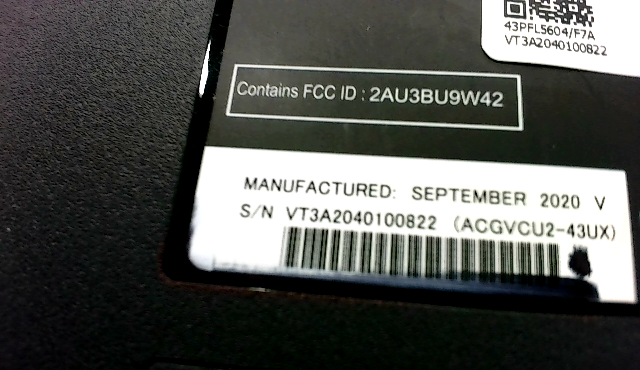 43PFL5604/F7A
VT3A2040100822
Contains FCC ID : 2AU3BU9W42
MANUFACTURED: SEPTEMBER 2020 V
S/N VT3A2040100822 (ACGVCU2-43UX)